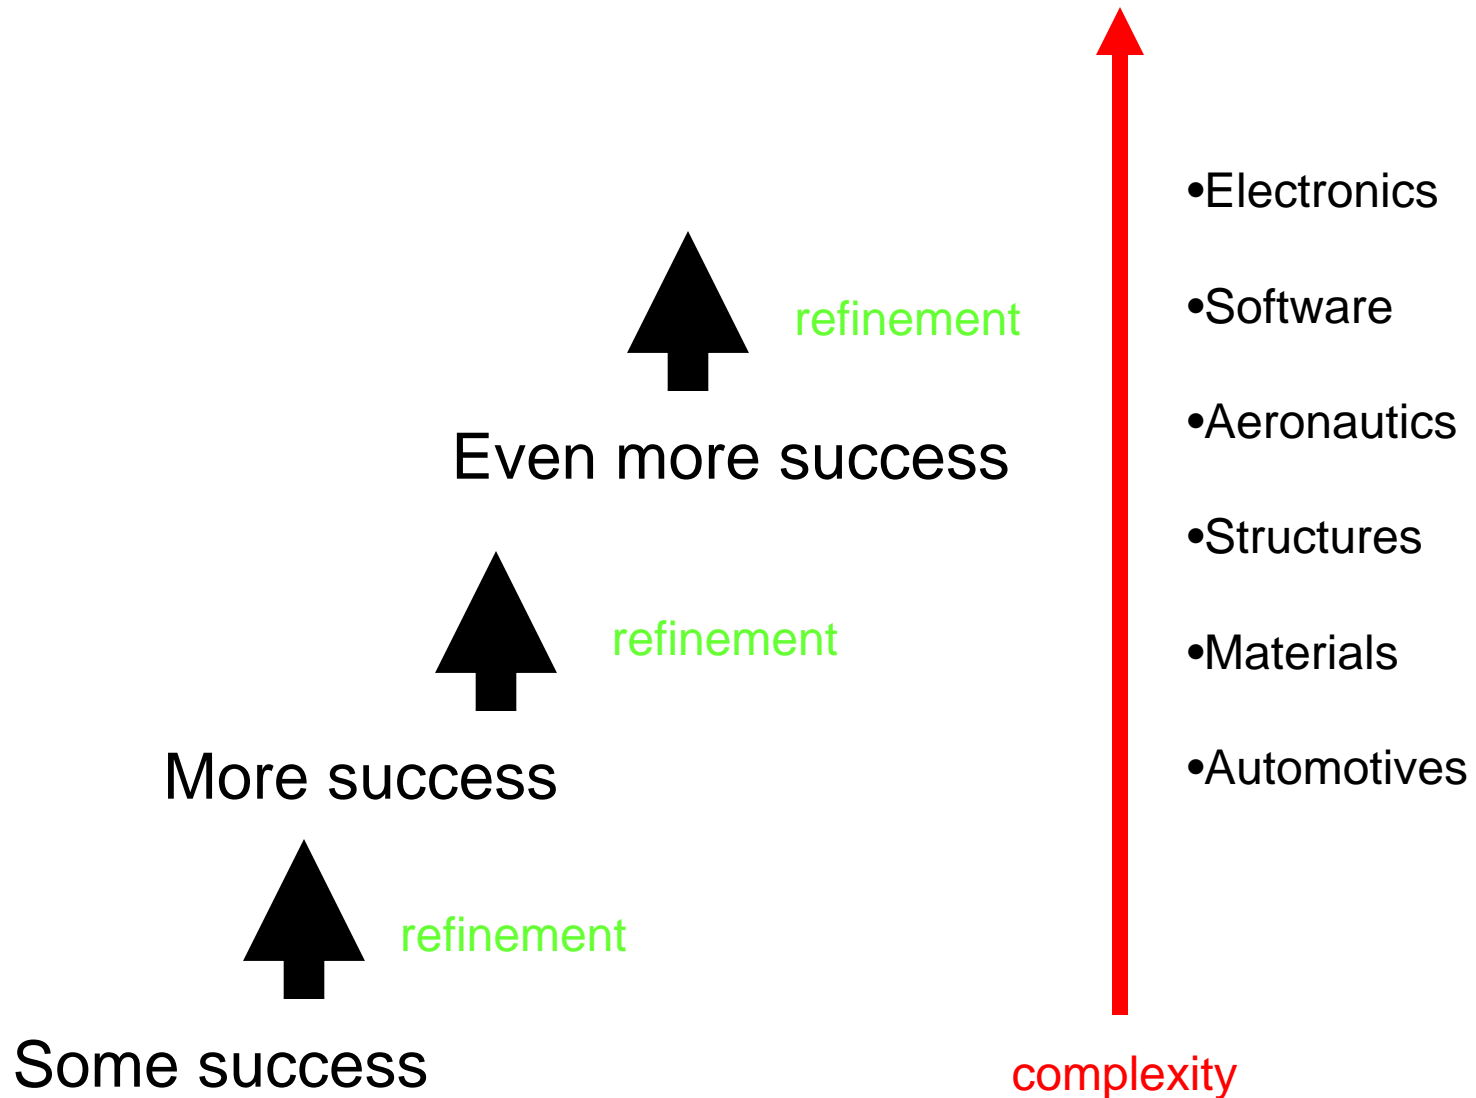 •Electronics
refinement
•Software
•Aeronautics
Even more success
•Structures
refinement
•Materials
More success
•Automotives
refinement
Some success
complexity